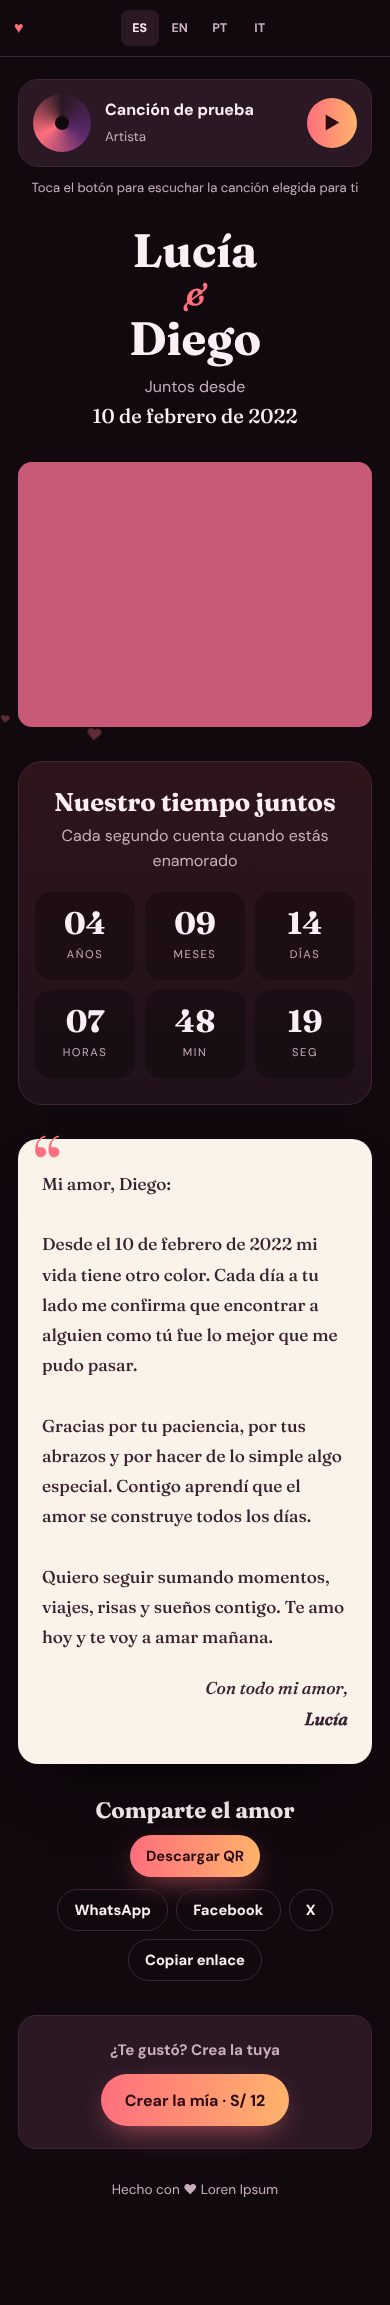 ♥
ES EN PT IT
Canción de prueba
Artista
Toca el botón para escuchar la canción elegida para ti
Lucía
&
Diego
Juntos desde
10 de febrero de 2022
Nuestro tiempo juntos
Cada segundo cuenta cuando estás
enamorado
04 09 14
AÑOS MESES DÍAS
07 48 19
HORAS MIN SEG
“
Mi amor, Diego:
Desde el 10 de febrero de 2022 mi
vida tiene otro color. Cada día a tu
lado me confirma que encontrar a
alguien como tú fue lo mejor que me
pudo pasar.
Gracias por tu paciencia, por tus
abrazos y por hacer de lo simple algo
especial. Contigo aprendí que el
amor se construye todos los días.
Quiero seguir sumando momentos,
viajes, risas y sueños contigo. Te amo
hoy y te voy a amar mañana.
Con todo mi amor,
Lucía
Comparte el amor
Descargar QR
WhatsApp Facebook X
Copiar enlace
¿Te gustó? Crea la tuya
Crear la mía · S/ 12
Hecho con ♥ Loren Ipsum